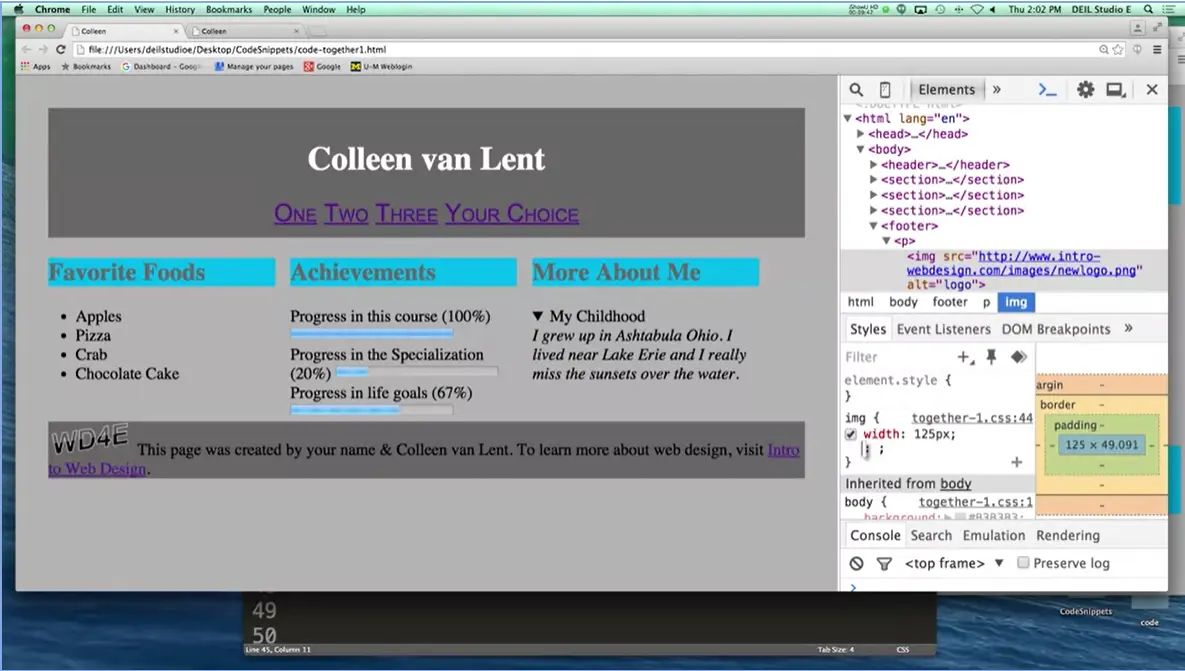 Chrome File Edit View History Bookmarks People Window Help
Thu 2:02 PM DEIL Studio E
Colleen
Colleen
file:///Users/deilstudioe/Desktop/CodeSnippets/code-together1.html
Apps Bookmarks Dashboard - Goog Manage your pages Google U-M Weblogin
Colleen van Lent
One Two Three Your Choice
Favorite Foods
Apples
Pizza
Crab
Chocolate Cake
Achievements
Progress in this course (100%)
Progress in the Specialization
(20%)
Progress in life goals (67%)
More About Me
▼ My Childhood
I grew up in Ashtabula Ohio. I
lived near Lake Erie and I really
miss the sunsets over the water.
WD4E This page was created by your name & Colleen van Lent. To learn more about web design, visit Intro
to Web Design.
Elements »
<!DOCTYPE html>
▼<html lang="en">
▶<head>…</head>
▼<body>
▶<header>…</header>
▶<section>…</section>
▶<section>…</section>
▶<section>…</section>
▼<footer>
▼<p>
<img src="http://www.intro-
webdesign.com/images/newlogo.png"
alt="logo">
html body footer p img
Styles Event Listeners DOM Breakpoints »
Filter
element.style {
}
img { together-1.css:44
width: 125px;
: ;
}
Inherited from body
body { together-1.css:1
background: #B3B3B3;
argin -
border -
padding -
- - 125 × 49.091 - -
-
-
-
Console Search Emulation Rendering
<top frame> ▼ Preserve log
>
49
50
Line 45, Column 11 Tab Size: 4 CSS
CodeSnippets
code